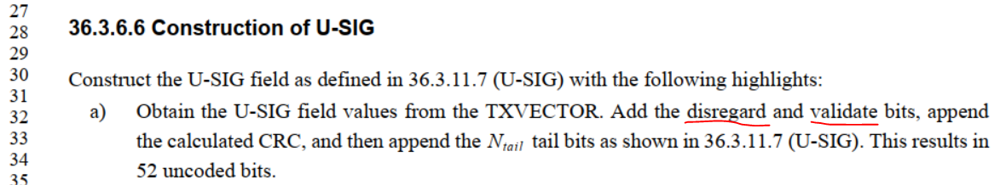 27
28 36.3.6.6 Construction of U-SIG
29
30 Construct the U-SIG field as defined in 36.3.11.7 (U-SIG) with the following highlights:
31
32 a) Obtain the U-SIG field values from the TXVECTOR. Add the disregard and validate bits, append
33 the calculated CRC, and then append the N_tail tail bits as shown in 36.3.11.7 (U-SIG). This results in
34
35 52 uncoded bits.